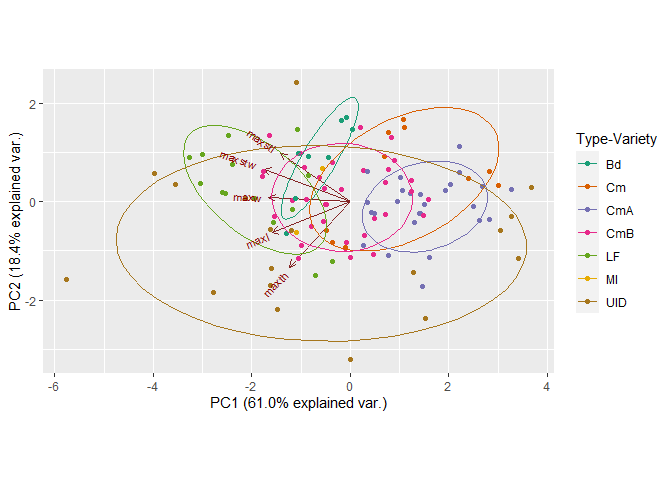 Type-Variety
Bd
Cm
CmA
CmB
LF
MI
UID
PC2 (18.4% explained var.)
2
0
-2
maxstw
maxw
maxl
maxth
-6
-4
-2
0
2
4
PC1 (61.0% explained var.)